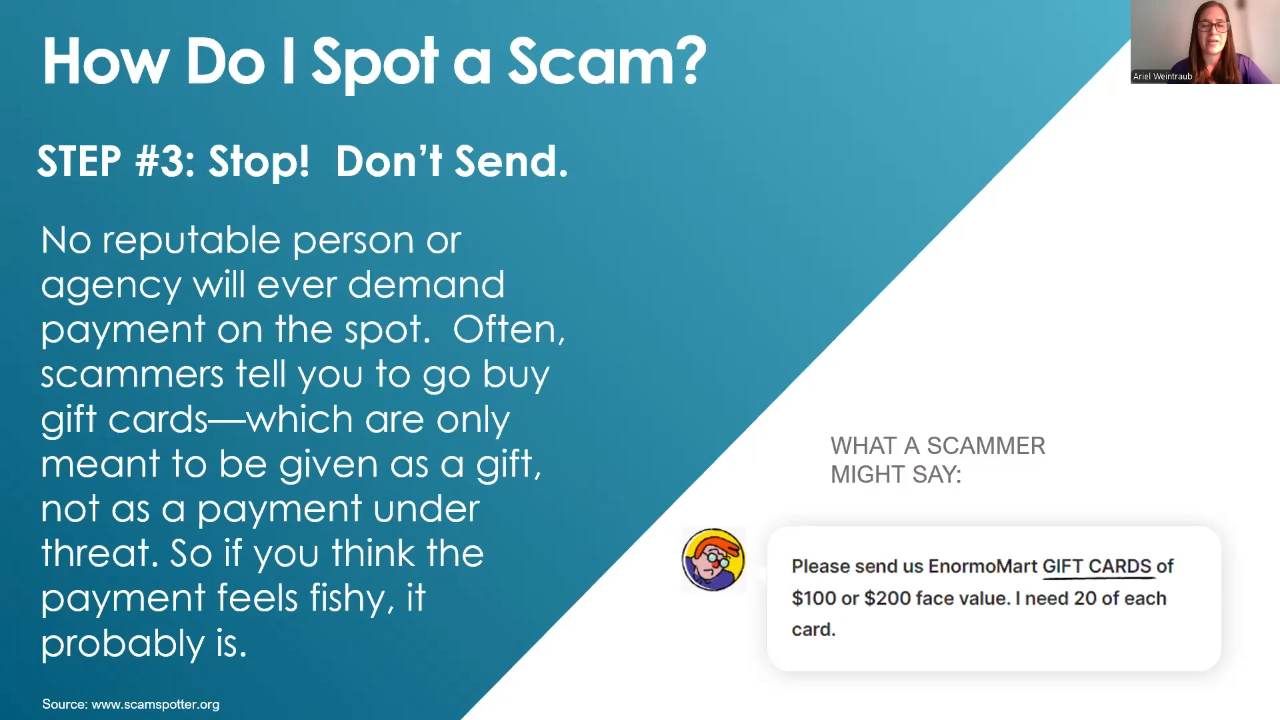 How Do I Spot a Scam?
Ariel Weintraub
STEP #3: Stop!  Don’t Send.
No reputable person or
agency will ever demand
payment on the spot.  Often,
scammers tell you to go buy
gift cards—which are only
meant to be given as a gift,
not as a payment under
threat. So if you think the
payment feels fishy, it
probably is.
WHAT A SCAMMER
MIGHT SAY:
Please send us EnormoMart GIFT CARDS of
$100 or $200 face value. I need 20 of each
card.
Source: www.scamspotter.org